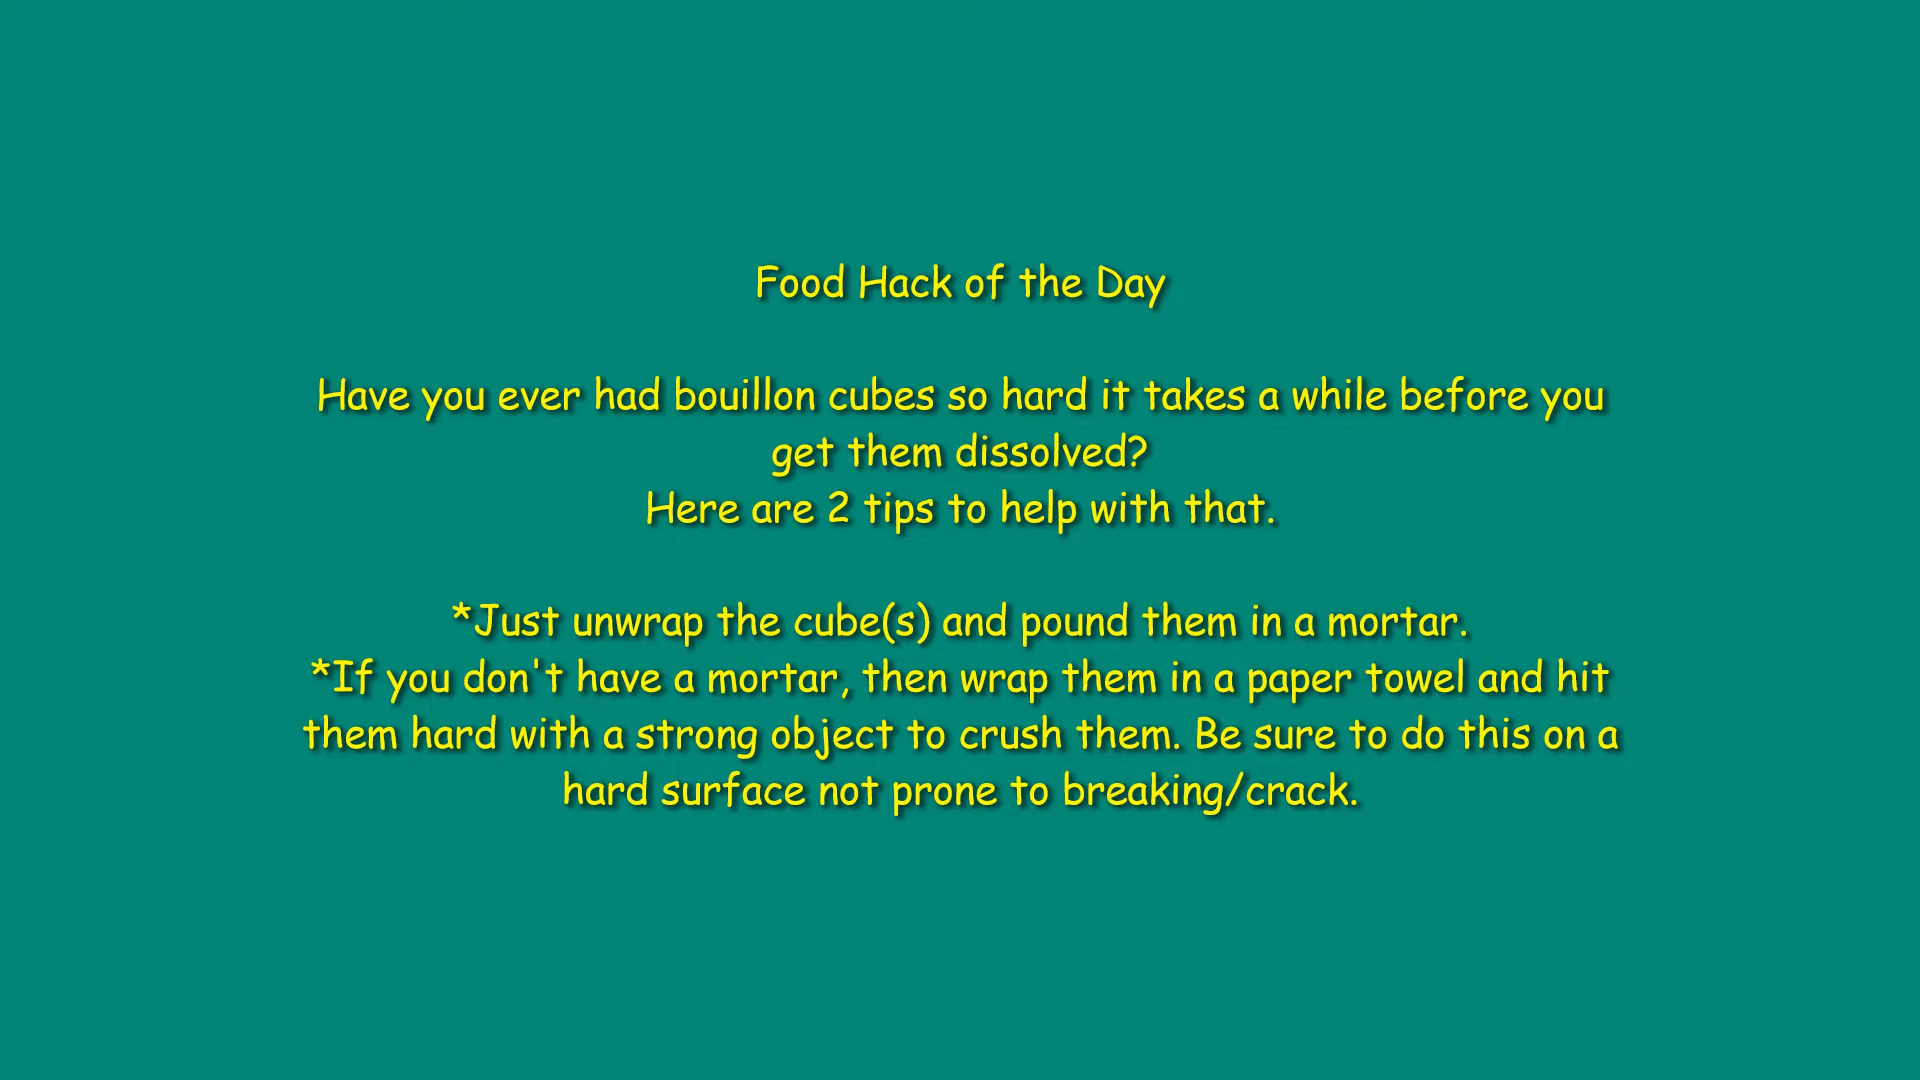 Food Hack of the Day
Have you ever had bouillon cubes so hard it takes a while before you
get them dissolved?
Here are 2 tips to help with that.
*Just unwrap the cube(s) and pound them in a mortar.
*If you don't have a mortar, then wrap them in a paper towel and hit
them hard with a strong object to crush them. Be sure to do this on a
hard surface not prone to breaking/crack.